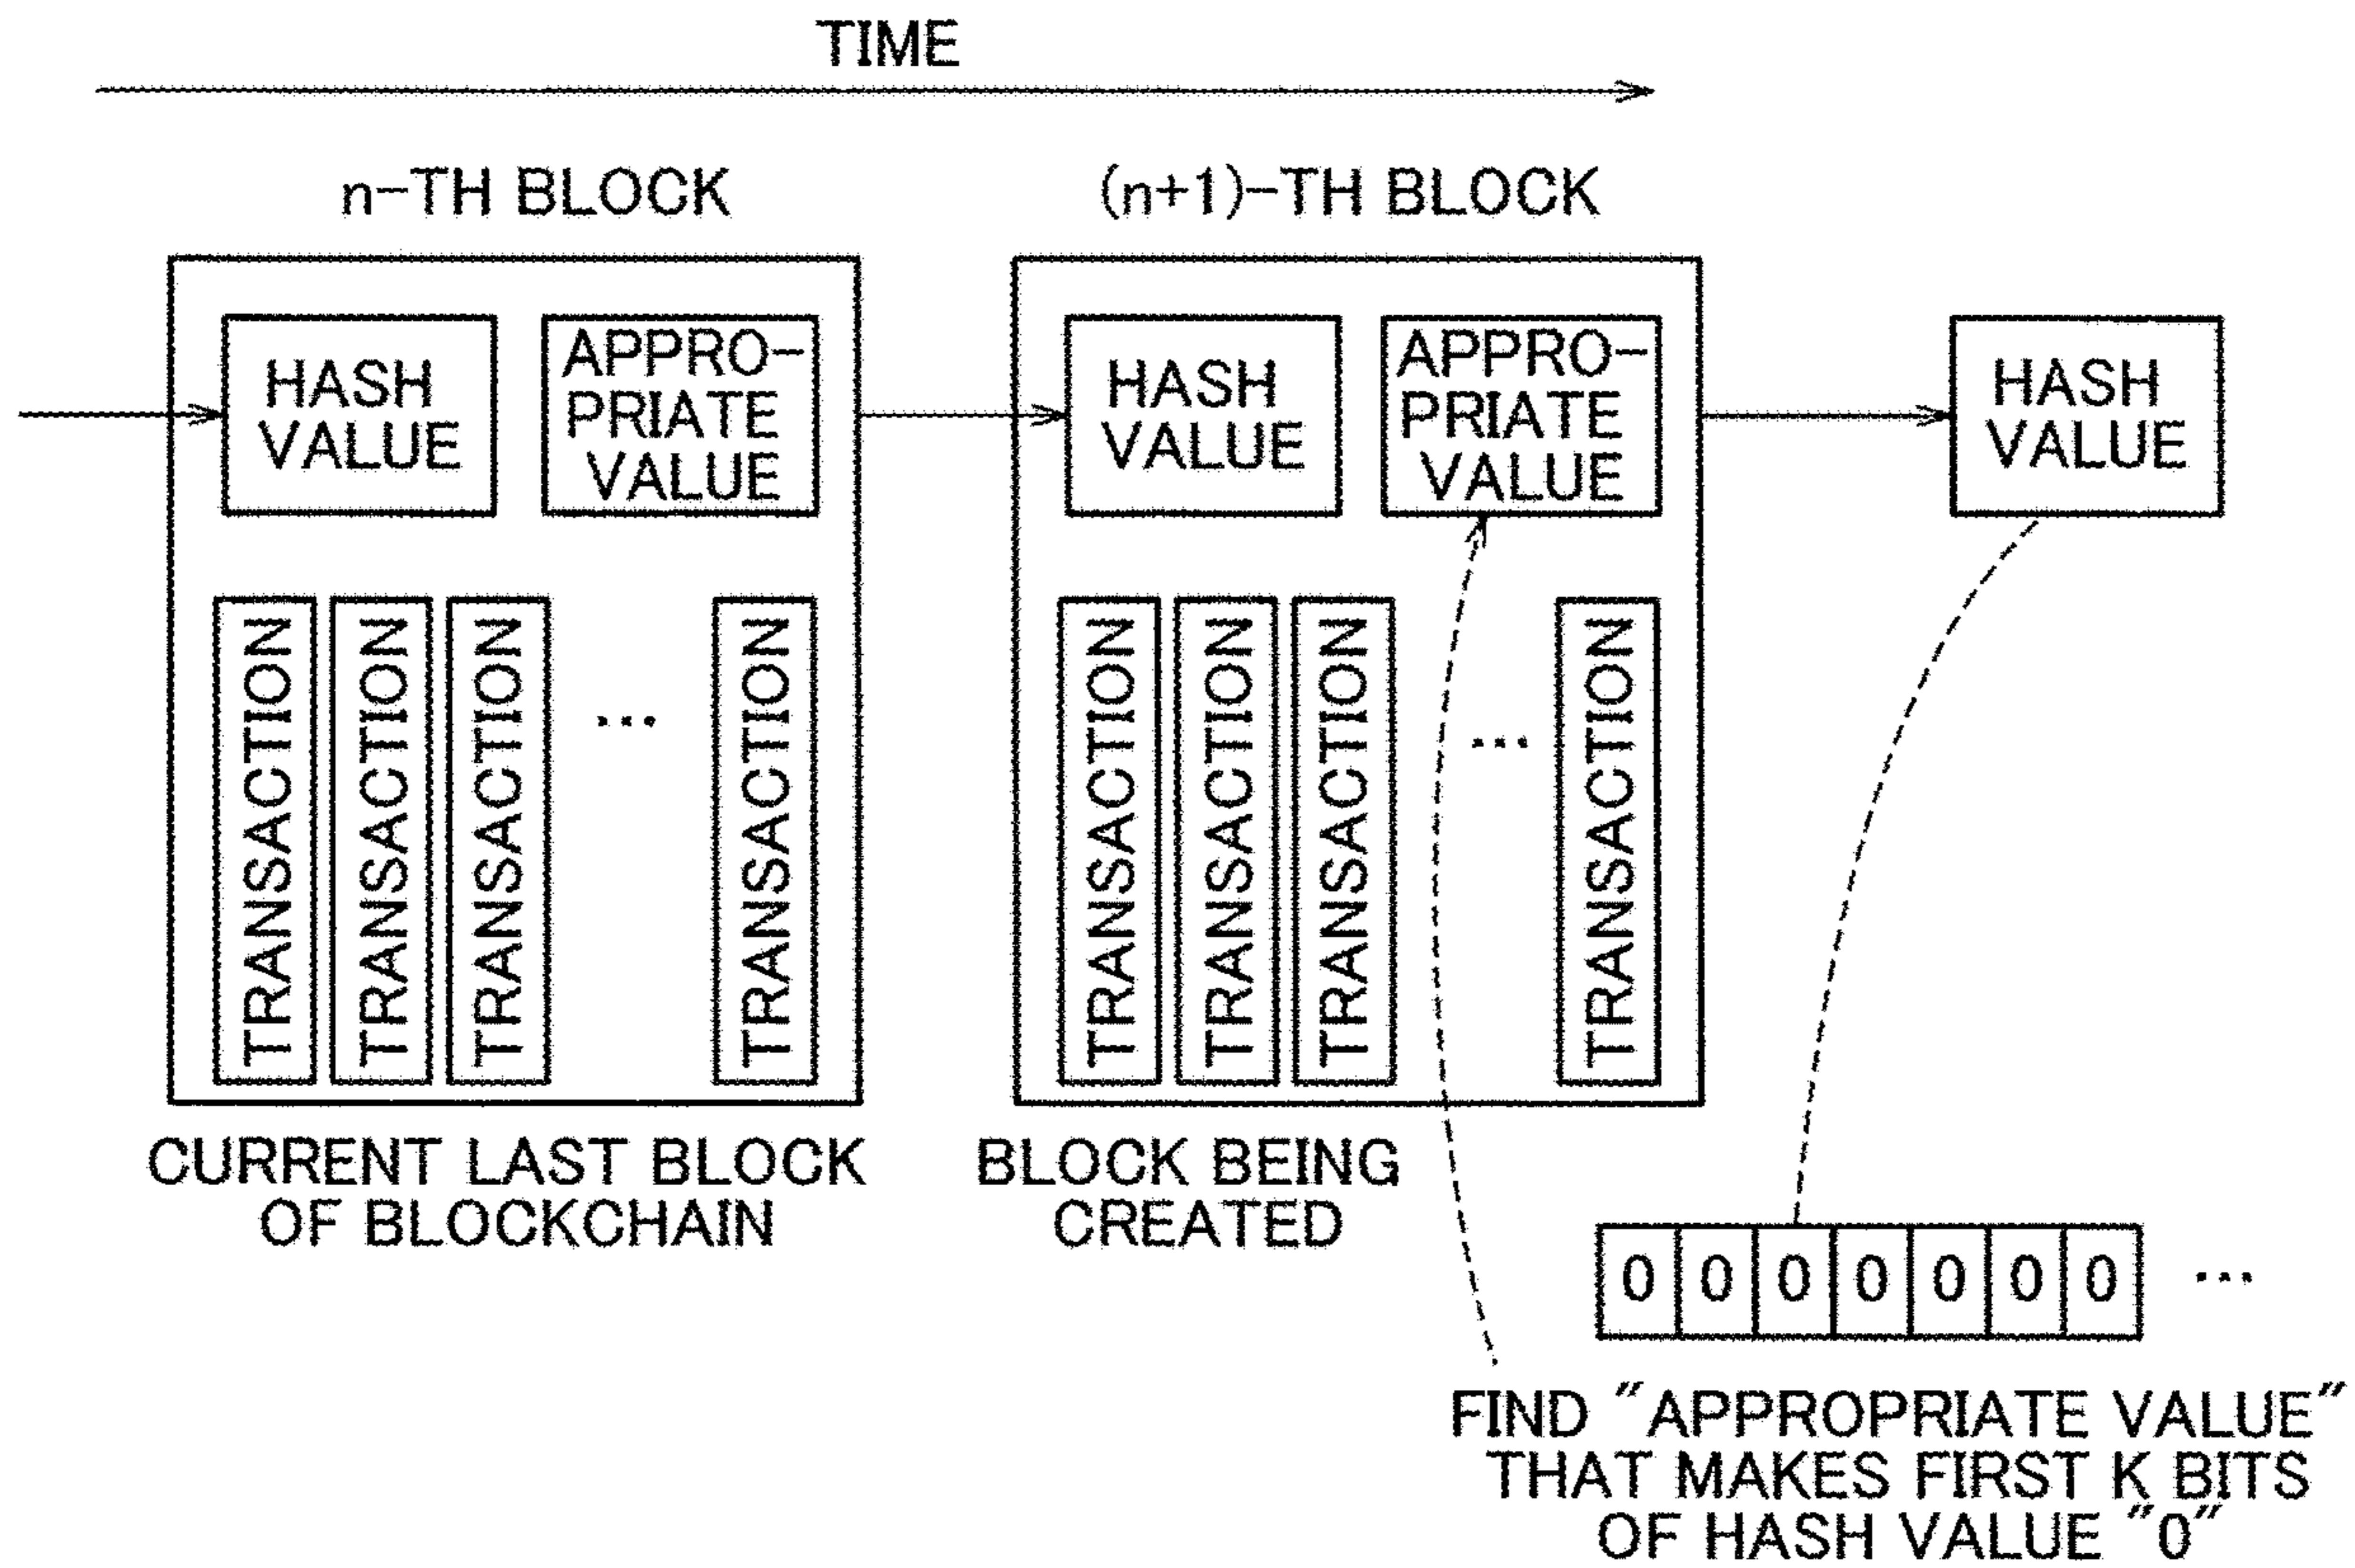 TIME
n-TH BLOCK
(n+1)-TH BLOCK
HASH
VALUE
APPRO-
PRIATE
VALUE
HASH
VALUE
APPRO-
PRIATE
VALUE
HASH
VALUE
TRANSACTION
TRANSACTION
TRANSACTION
...
TRANSACTION
TRANSACTION
TRANSACTION
TRANSACTION
...
TRANSACTION
CURRENT LAST BLOCK
OF BLOCKCHAIN
BLOCK BEING
CREATED
0 0 0 0 0 0 0 ...
FIND "APPROPRIATE VALUE"
THAT MAKES FIRST K BITS
OF HASH VALUE "0"